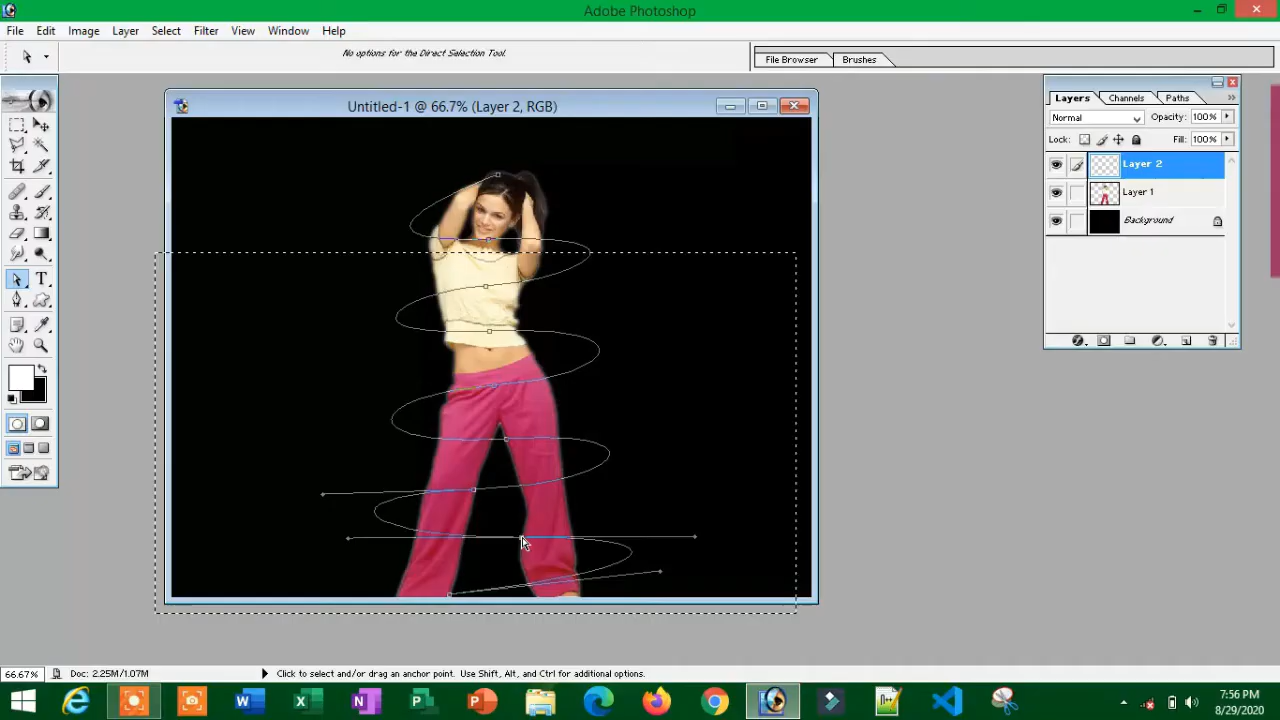 Adobe Photoshop
File Edit Image Layer Select Filter View Window Help
No options for the Direct Selection Tool.
File Browser Brushes
Untitled-1 @ 66.7% (Layer 2, RGB)
Layers Channels Paths
Normal Opacity: 100%
Lock: Fill: 100%
Layer 2
Layer 1
Background
66.67% Doc: 2.25M/1.07M Click to select and/or drag an anchor point. Use Shift, Alt, and Ctrl for additional options.
7:56 PM
8/29/2020